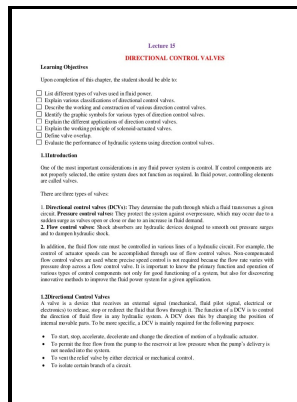 Lecture 15
DIRECTIONAL CONTROL VALVES
Learning Objectives
Upon completion of this chapter, the student should be able to:
List different types of valves used in fluid power.
Explain various classifications of directional control valves.
Describe the working and construction of various direction control valves.
Identify the graphic symbols for various types of direction control valves.
Explain the different applications of direction control valves.
Explain the working principle of solenoid-actuated valves.
Define valve overlap.
Evaluate the performance of hydraulic systems using direction control valves.
1.1Introduction
One of the most important considerations in any fluid power system is control. If control components are
not properly selected, the entire system does not function as required. In fluid power, controlling elements
are called valves.
There are three types of valves:
1. Directional control valves (DCVs): They determine the path through which a fluid transverses a given
circuit. Pressure control valves: They protect the system against overpressure, which may occur due to a
sudden surge as valves open or close or due to an increase in fluid demand.
2. Flow control valves: Shock absorbers are hydraulic devices designed to smooth out pressure surges
and to dampen hydraulic shock.
In addition, the fluid flow rate must be controlled in various lines of a hydraulic circuit. For example, the
control of actuator speeds can be accomplished through use of flow control valves. Non-compensated
flow control valves are used where precise speed control is not required because the flow rate varies with
pressure drop across a flow control valve. It is important to know the primary function and operation of
various types of control components not only for good functioning of a system, but also for discovering
innovative methods to improve the fluid power system for a given application.
1.2Directional Control Valves
A valve is a device that receives an external signal (mechanical, fluid pilot signal, electrical or
electronics) to release, stop or redirect the fluid that flows through it. The function of a DCV is to control
the direction of fluid flow in any hydraulic system. A DCV does this by changing the position of
internal movable parts. To be more specific, a DCV is mainly required for the following purposes:
• To start, stop, accelerate, decelerate and change the direction of motion of a hydraulic actuator.
• To permit the free flow from the pump to the reservoir at low pressure when the pump's delivery is
not needed into the system.
• To vent the relief valve by either electrical or mechanical control.
• To isolate certain branch of a circuit.